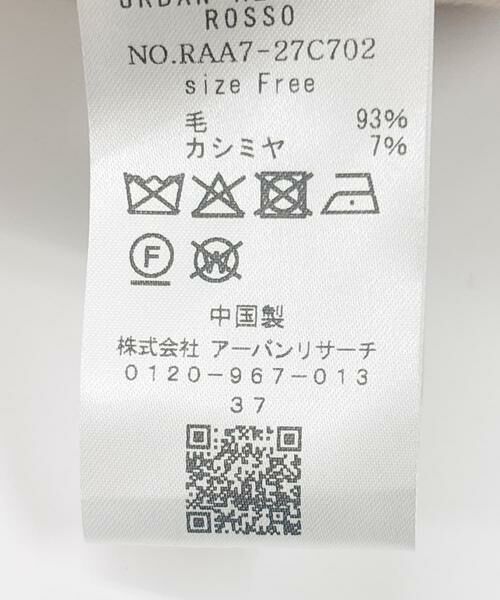 ROSSO
NO.RAA7-27C702
size Free
毛 93%
カシミヤ 7%
F
W
中国製
株式会社 アーバンリサーチ
0120-967-013
37